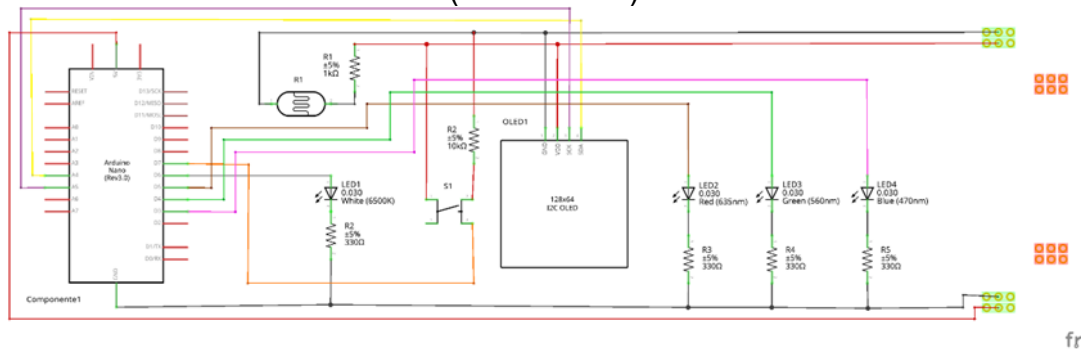 R1
±5%
1kΩ
R1
RESET
AREF
A0
A1
A2
A3
A4
A5
A6
A7
D13/SCK
D12/MISO
D11/MOSI
D10
D9
D8
D7
D6
D5
D4
D3
D2
D1/TX
D0/RX
GND
Arduino
Nano
(Rev3.0)
Componente1
R2
±5%
10kΩ
S1
OLED1
GND
VDD
SCK
SDA
128x64
I2C OLED
LED1
0.030
White (6500K)
R2
±5%
330Ω
LED2
0.030
Red (635nm)
R3
±5%
330Ω
LED3
0.030
Green (560nm)
R4
±5%
330Ω
LED4
0.030
Blue (470nm)
R5
±5%
330Ω
fr